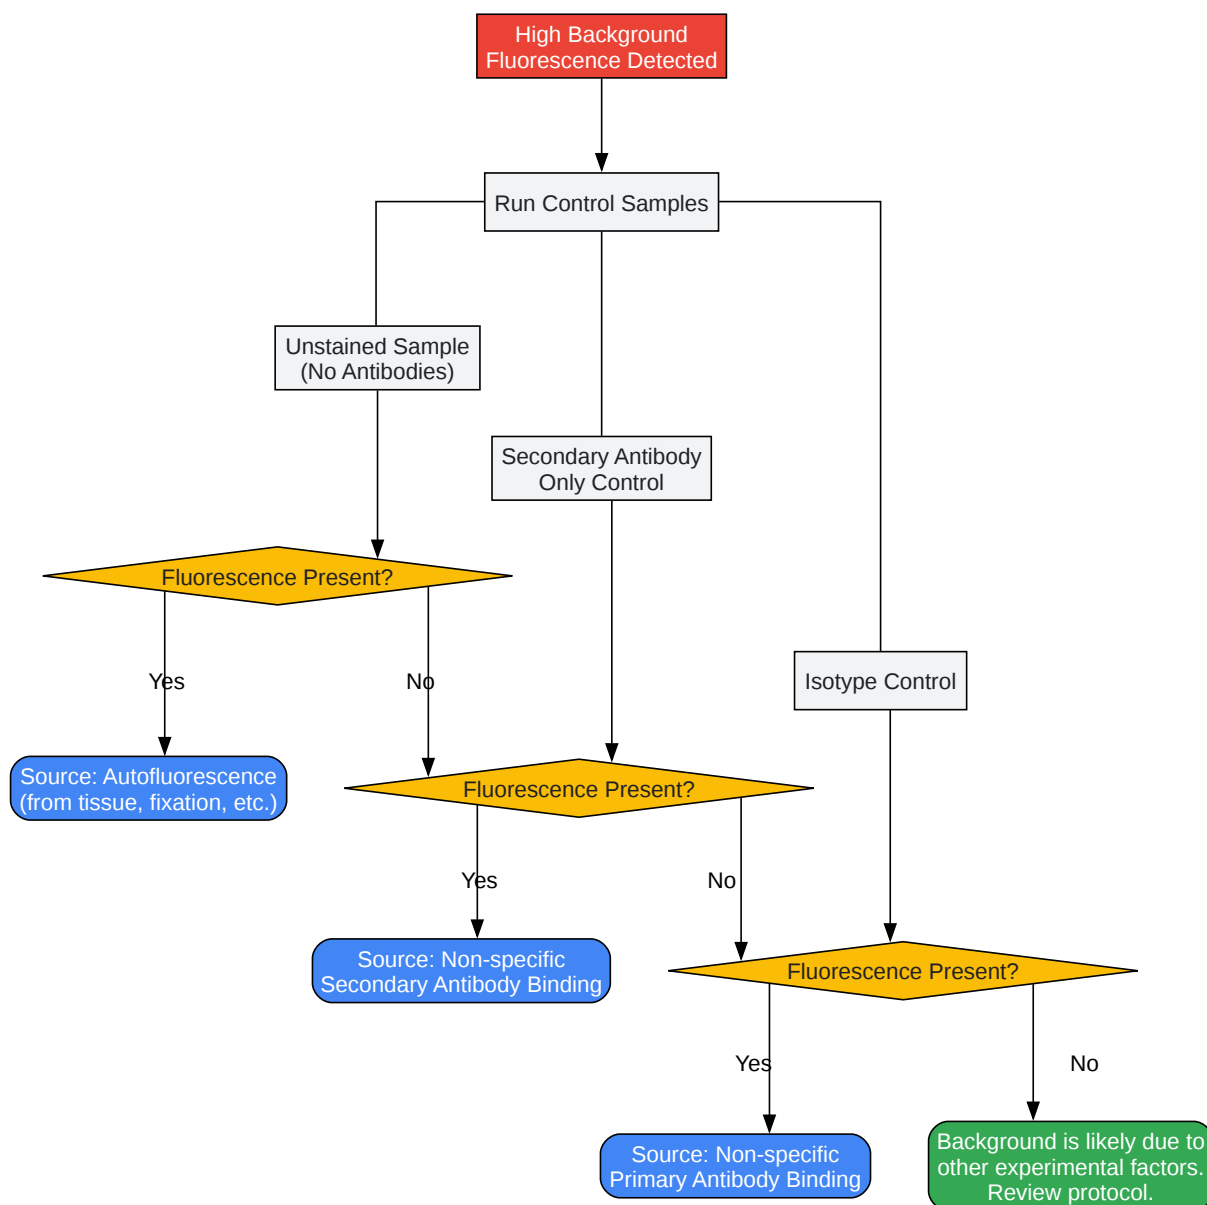 High Background
Fluorescence Detected
Run Control Samples
Unstained Sample
(No Antibodies)
Secondary Antibody
Only Control
Fluorescence Present?
Yes
No
Isotype Control
Source: Autofluorescence
(from tissue, fixation, etc.)
Fluorescence Present?
Yes
No
Source: Non-specific
Secondary Antibody Binding
Fluorescence Present?
Yes
No
Source: Non-specific
Primary Antibody Binding
Background is likely due to
other experimental factors.
Review protocol.